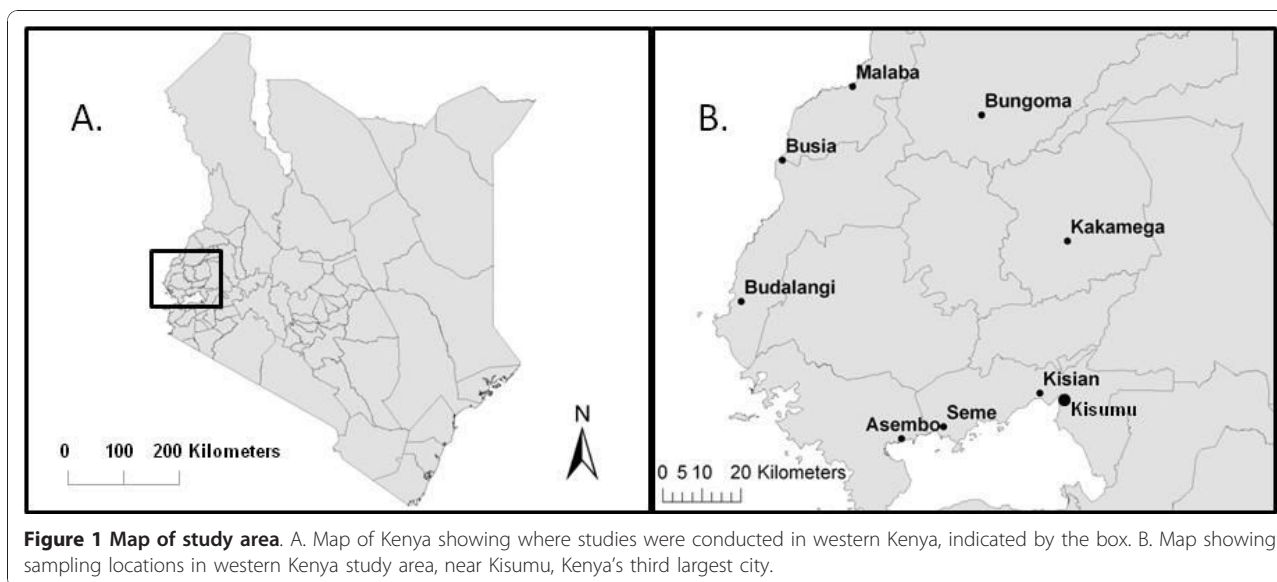 A.
N
0 100 200 Kilometers
B.
Malaba
Bungoma
Busia
Kakamega
Budalangi
Kisian
Kisumu
Seme
Asembo
0 5 10 20 Kilometers
Figure 1 Map of study area. A. Map of Kenya showing where studies were conducted in western Kenya, indicated by the box. B. Map showing
sampling locations in western Kenya study area, near Kisumu, Kenya's third largest city.